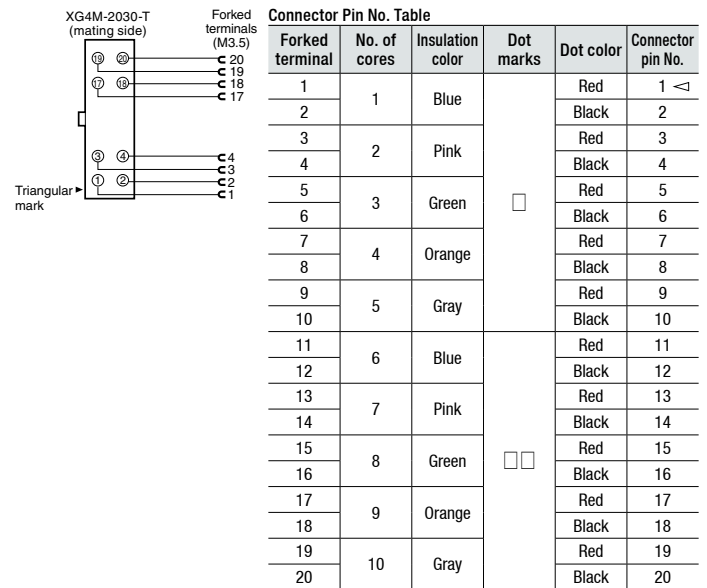 XG4M-2030-T
(mating side)
Forked
terminals
(M3.5)
⑲ ⑳ 20
19
⑰ ⑱ 18
17
③ ④ 4
3
① ② 2
1
Triangular
mark
Connector Pin No. Table
Forked terminal No. of cores Insulation color Dot marks Dot color Connector pin No.
1 1 Blue □ Red 1 ◅
2 Black 2
3 2 Pink Red 3
4 Black 4
5 3 Green Red 5
6 Black 6
7 4 Orange Red 7
8 Black 8
9 5 Gray Red 9
10 Black 10
11 6 Blue □□ Red 11
12 Black 12
13 7 Pink Red 13
14 Black 14
15 8 Green Red 15
16 Black 16
17 9 Orange Red 17
18 Black 18
19 10 Gray Red 19
20 Black 20